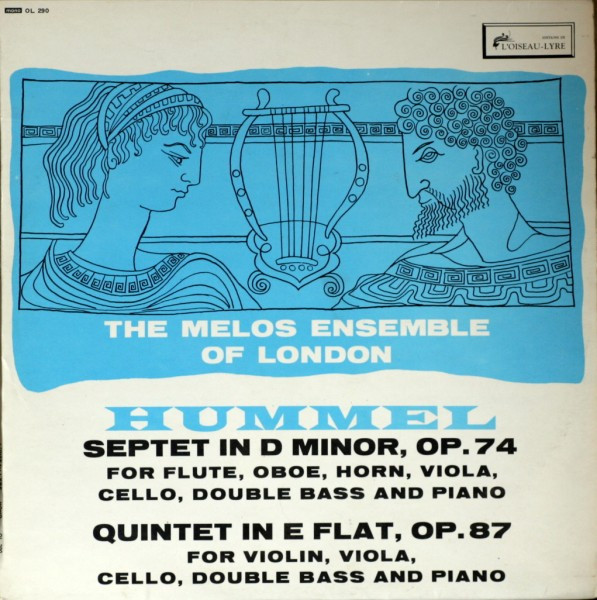 MONO OL 290
L'OISEAU-LYRE
THE MELOS ENSEMBLE
OF LONDON
HUMMEL
SEPTET IN D MINOR, OP. 74
FOR FLUTE, OBOE, HORN, VIOLA,
CELLO, DOUBLE BASS AND PIANO
QUINTET IN E FLAT, OP. 87
FOR VIOLIN, VIOLA,
CELLO, DOUBLE BASS AND PIANO